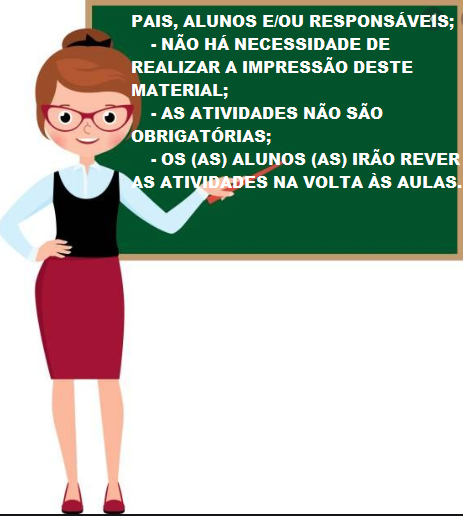 PAIS, ALUNOS E/OU RESPONSÁVEIS;
- NÃO HÁ NECESSIDADE DE
REALIZAR A IMPRESSÃO DESTE
MATERIAL;
- AS ATIVIDADES NÃO SÃO
OBRIGATÓRIAS;
- OS (AS) ALUNOS (AS) IRÃO REVER
AS ATIVIDADES NA VOLTA ÀS AULAS.